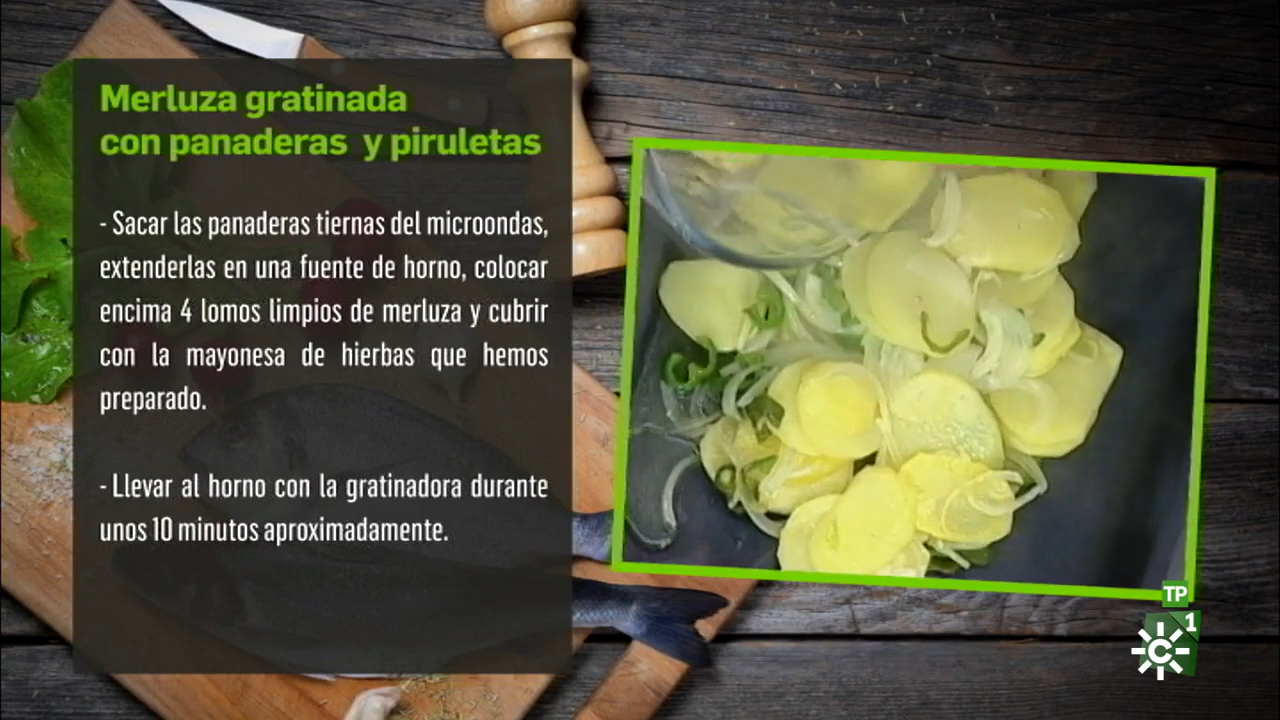 Merluza gratinada
con panaderas y piruletas
- Sacar las panaderas tiernas del microondas,
extenderlas en una fuente de horno, colocar
encima 4 lomos limpios de merluza y cubrir
con la mayonesa de hierbas que hemos
preparado.
- Llevar al horno con la gratinadora durante
unos 10 minutos aproximadamente.
TP
1
C